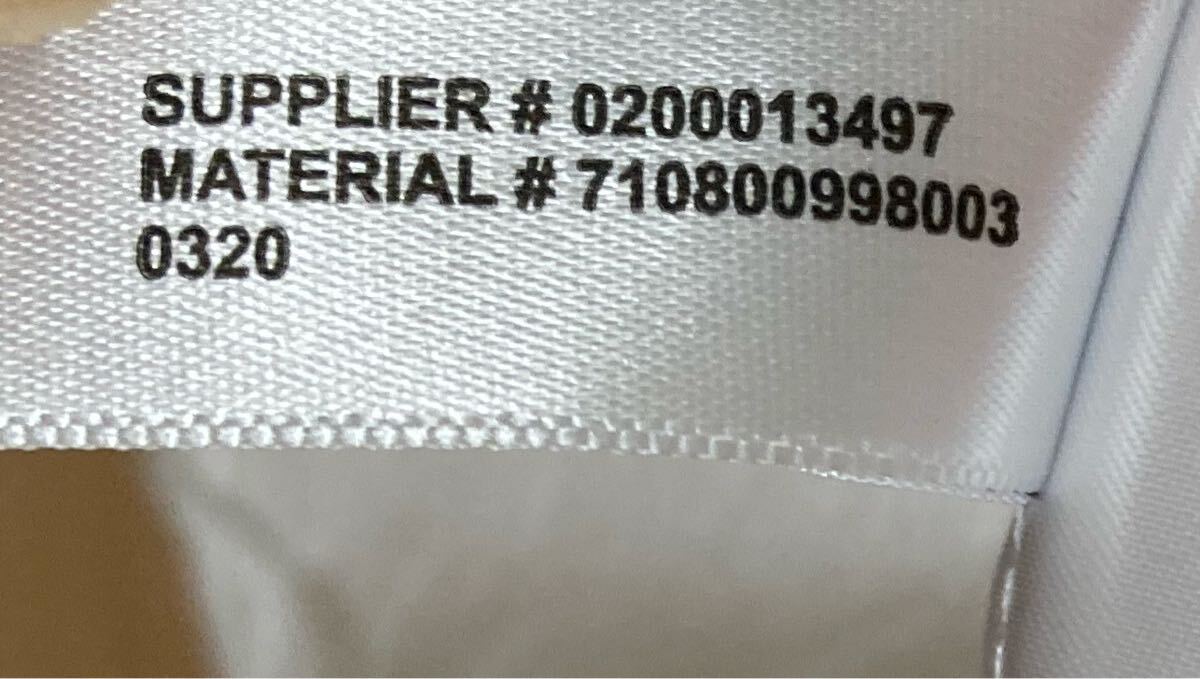 SUPPLIER # 0200013497
MATERIAL # 710800998003
0320